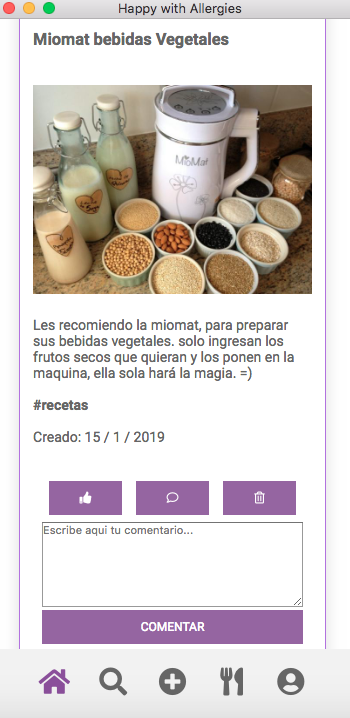 Happy with Allergies
Miomat bebidas Vegetales
MioMat
Les recomiendo la miomat, para preparar
sus bebidas vegetales. solo ingresan los
frutos secos que quieran y los ponen en la
maquina, ella sola hará la magia. =)
#recetas
Creado: 15 / 1 / 2019
Escribe aqui tu comentario...
COMENTAR